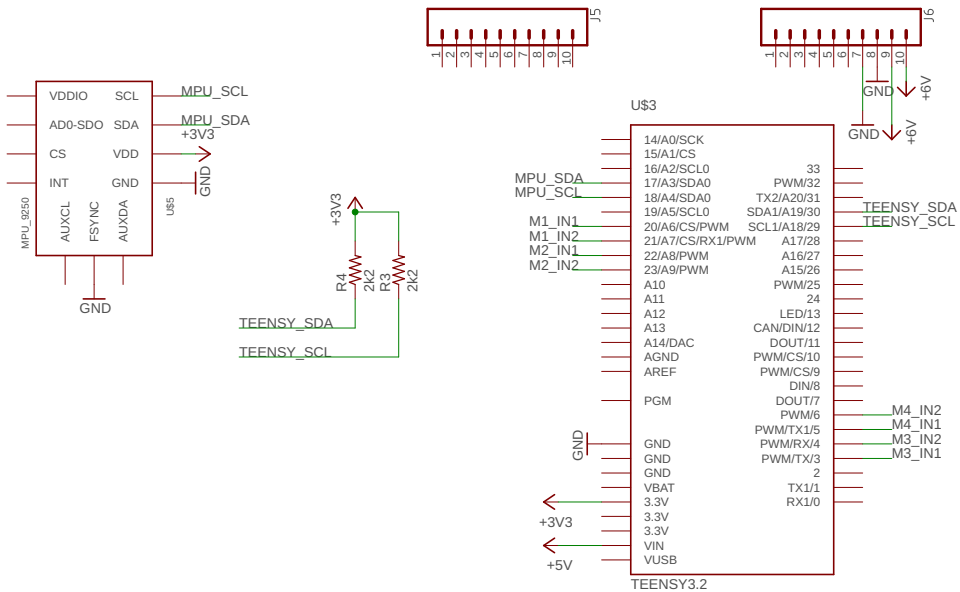 J5
1 2 3 4 5 6 7 8 9 10
J6
1 2 3 4 5 6 7 8 9 10
GND
+6V
GND
+6V
VDDIO
AD0-SDO
CS
INT
SCL
SDA
VDD
GND
AUXCL
FSYNC
AUXDA
MPU_9250
U$5
MPU_SCL
MPU_SDA
+3V3
GND
GND
+3V3
R4
2k2
R3
2k2
TEENSY_SDA
TEENSY_SCL
U$3
14/A0/SCK
15/A1/CS
16/A2/SCL0
17/A3/SDA0
18/A4/SDA0
19/A5/SCL0
20/A6/CS/PWM
21/A7/CS/RX1/PWM
22/A8/PWM
23/A9/PWM
A10
A11
A12
A13
A14/DAC
AGND
AREF
PGM
GND
GND
GND
VBAT
3.3V
3.3V
3.3V
VIN
VUSB
33
PWM/32
TX2/A20/31
SDA1/A19/30
SCL1/A18/29
A17/28
A16/27
A15/26
PWM/25
24
LED/13
CAN/DIN/12
DOUT/11
PWM/CS/10
PWM/CS/9
DIN/8
DOUT/7
PWM/6
PWM/TX1/5
PWM/RX/4
PWM/TX/3
2
TX1/1
RX1/0
MPU_SDA
MPU_SCL
M1_IN1
M1_IN2
M2_IN1
M2_IN2
GND
+3V3
+5V
TEENSY_SDA
TEENSY_SCL
M4_IN2
M4_IN1
M3_IN2
M3_IN1
TEENSY3.2